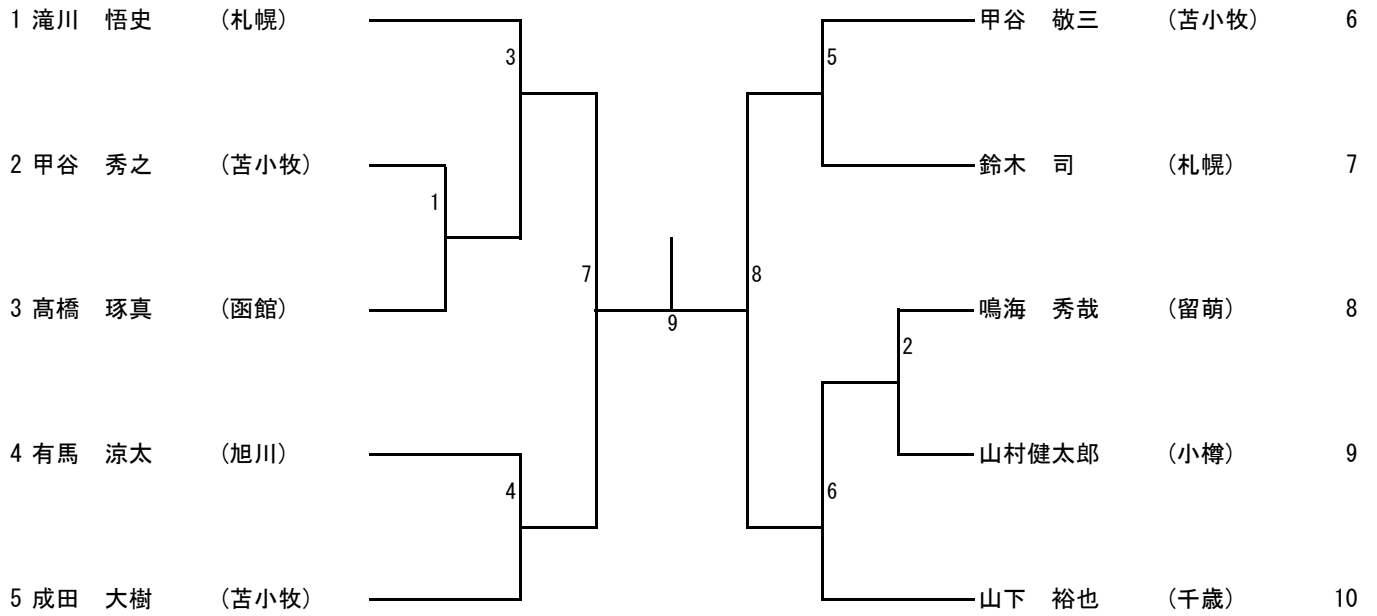 1 滝川　悟史　（札幌）
3
2 甲谷　秀之　（苫小牧）
1
3 髙橋　琢真　（函館）
7
4 有馬　涼太　（旭川）
4
5 成田　大樹　（苫小牧）
9
甲谷　敬三　（苫小牧）　6
5
鈴木　司　（札幌）　7
8
鳴海　秀哉　（留萌）　8
2
山村健太郎　（小樽）　9
6
山下　裕也　（千歳）　10